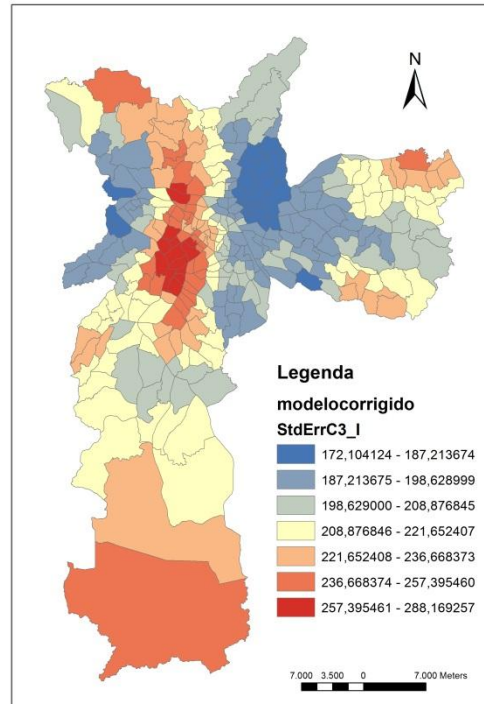 N
Legenda
modelocorrigido
StdErrC3_I
172,104124 - 187,213674
187,213675 - 198,628999
198,629000 - 208,876845
208,876846 - 221,652407
221,652408 - 236,668373
236,668374 - 257,395460
257,395461 - 288,169257
7.000 3.500 0 7.000 Meters